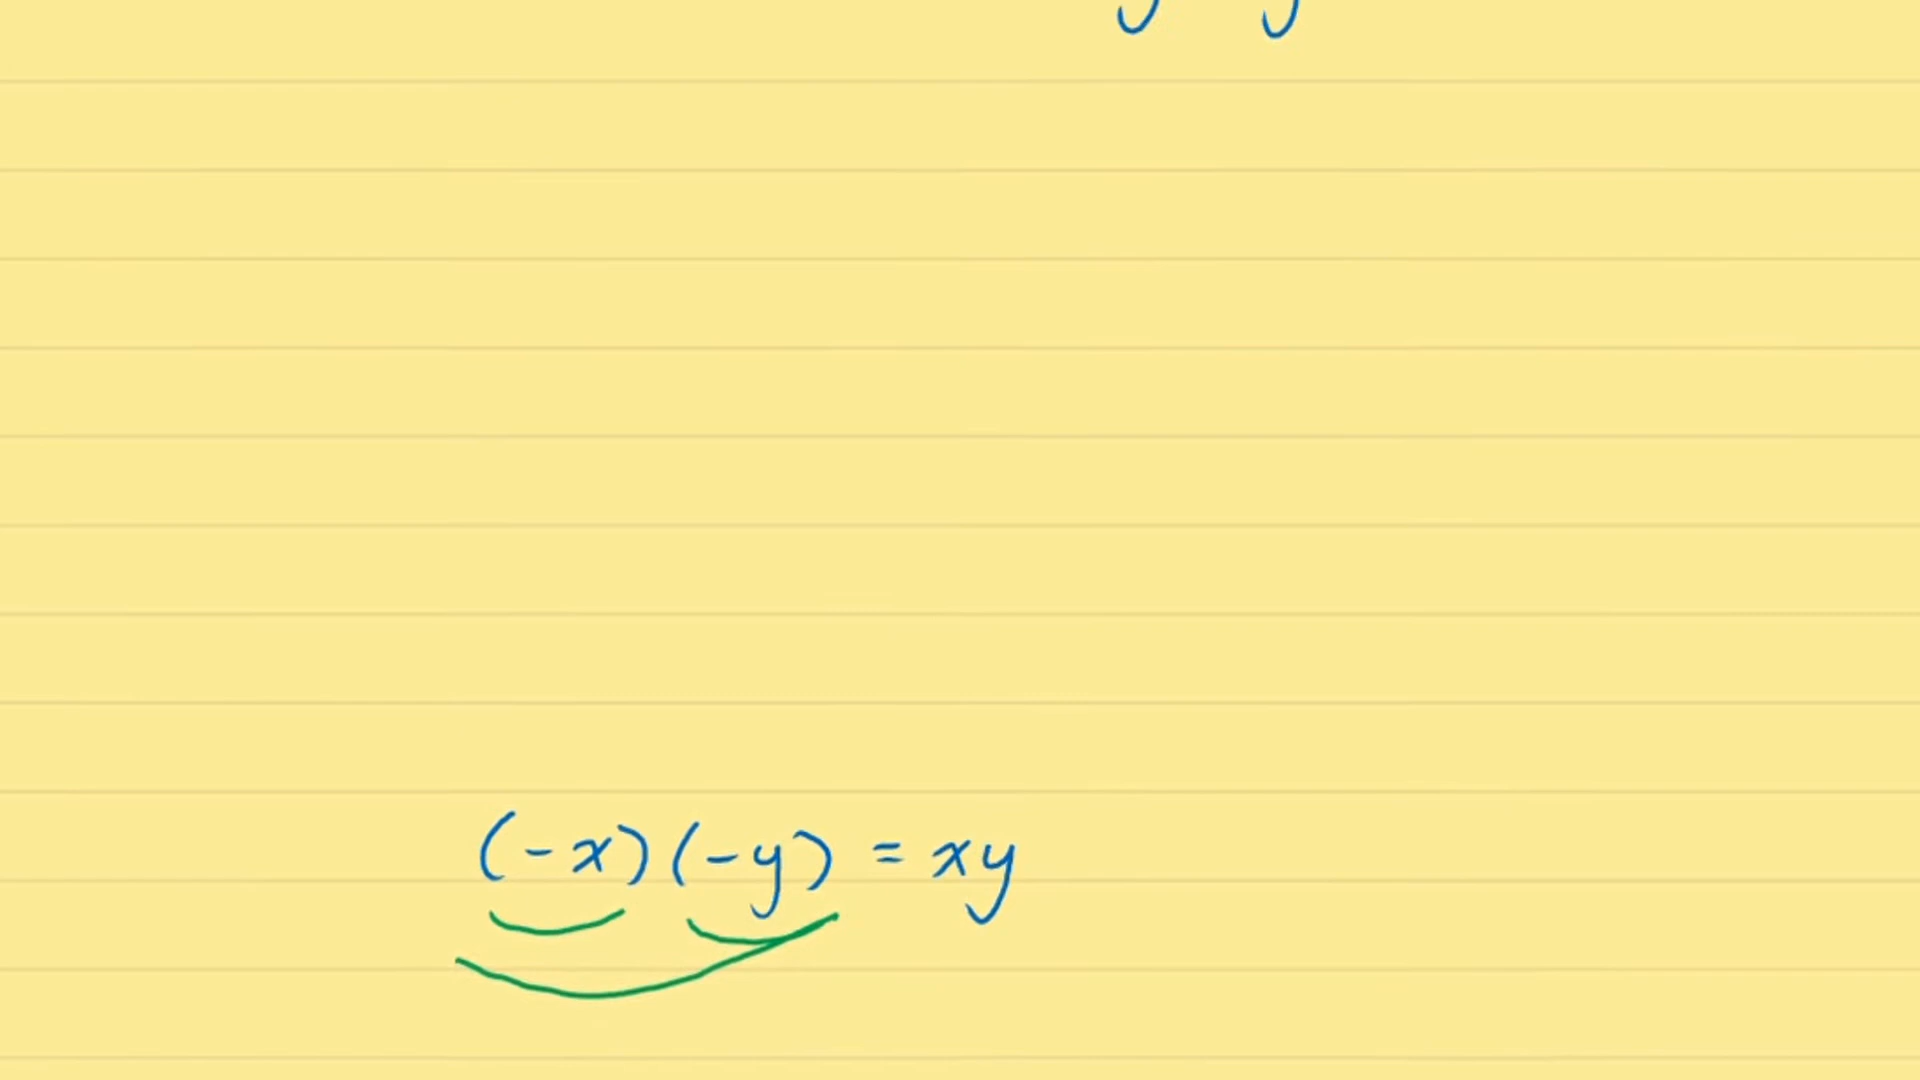 (-x)(-y) = xy